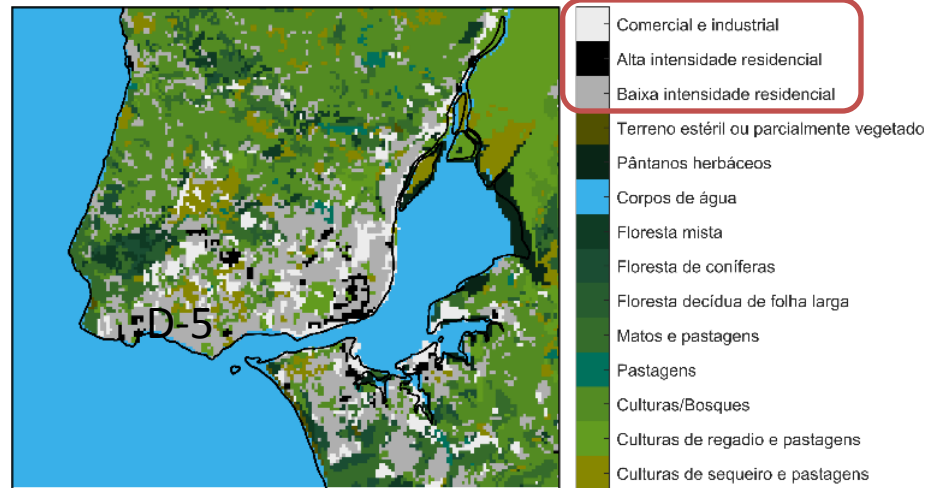 Comercial e industrial
Alta intensidade residencial
Baixa intensidade residencial
Terreno estéril ou parcialmente vegetado
Pântanos herbáceos
Corpos de água
Floresta mista
Floresta de coníferas
Floresta decídua de folha larga
Matos e pastagens
Pastagens
Culturas/Bosques
Culturas de regadio e pastagens
Culturas de sequeiro e pastagens
D-5